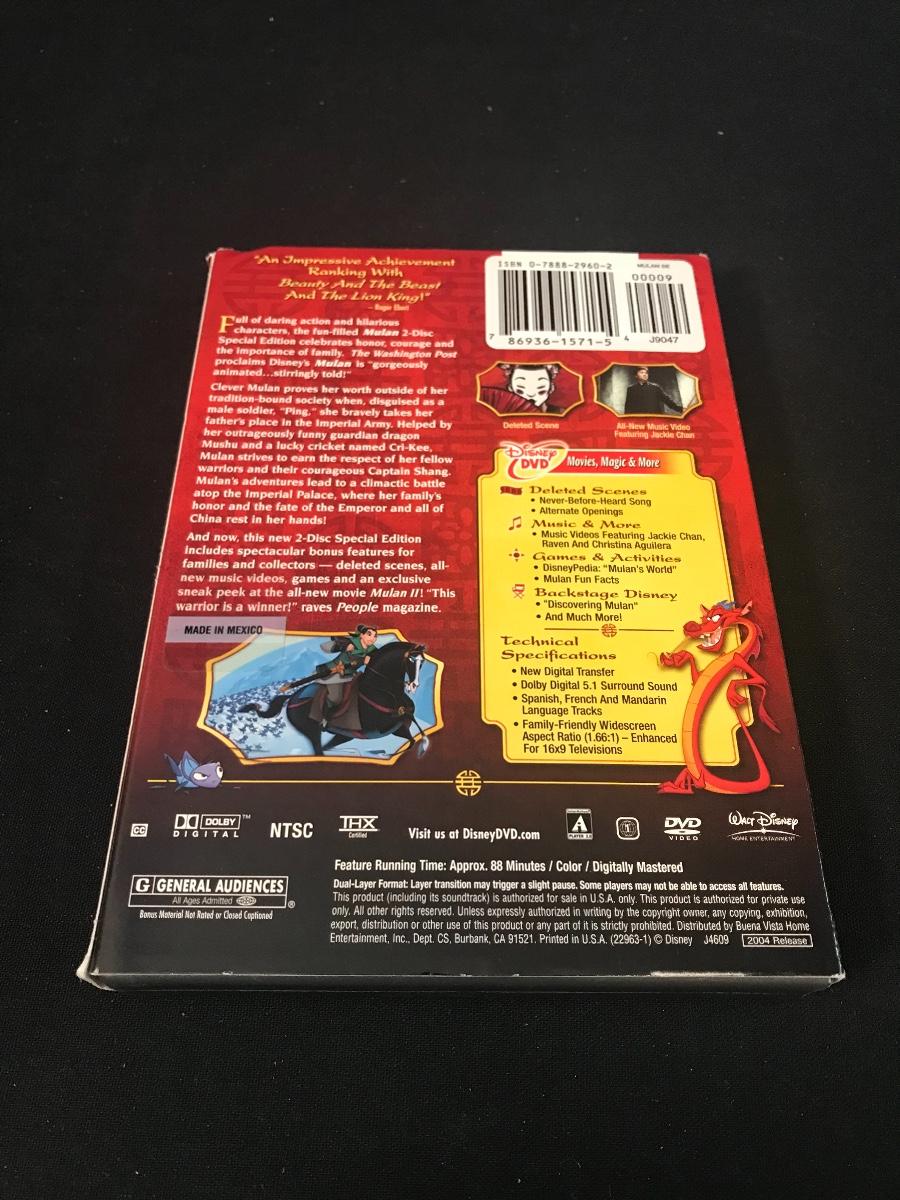 "An Impressive Achievement
Ranking With
Beauty And The Beast
And The Lion King!"
– Roger Ebert
Full of daring action and hilarious
characters, the fun-filled Mulan 2-Disc
Special Edition celebrates honor, courage and
the importance of family. The Washington Post
proclaims Disney's Mulan is "gorgeously
animated...stirringly told!"
Clever Mulan proves her worth outside of her
tradition-bound society when, disguised as a
male soldier, "Ping," she bravely takes her
father's place in the Imperial Army. Helped by
her outrageously funny guardian dragon
Mushu and a lucky cricket named Cri-Kee,
Mulan strives to earn the respect of her fellow
warriors and their courageous Captain Shang.
Mulan's adventures lead to a climactic battle
atop the Imperial Palace, where her family's
honor and the fate of the Emperor and all of
China rest in her hands!
And now, this new 2-Disc Special Edition
includes spectacular bonus features for
families and collectors — deleted scenes, all-
new music videos, games and an exclusive
sneak peek at the all-new movie Mulan II! "This
warrior is a winner!" raves People magazine.
MADE IN MEXICO
ISBN 0-7888-2960-2
MULAN SE
00009
7 86936-1571-5 4 J9047
Deleted Scene
All-New Music Video
Featuring Jackie Chan
Disney
DVD
Movies, Magic & More
Deleted Scenes
• Never-Before-Heard Song
• Alternate Openings
Music & More
• Music Videos Featuring Jackie Chan,
Raven And Christina Aguilera
Games & Activities
• DisneyPedia: "Mulan's World"
• Mulan Fun Facts
Backstage Disney
• "Discovering Mulan"
• And Much More!
Technical
Specifications
• New Digital Transfer
• Dolby Digital 5.1 Surround Sound
• Spanish, French And Mandarin
Language Tracks
• Family-Friendly Widescreen
Aspect Ratio (1.66:1) – Enhanced
For 16x9 Televisions
CC
DOLBY™
DIGITAL
NTSC
THX
Certified
Visit us at DisneyDVD.com
A
DVD
VIDEO
Walt Disney
HOME ENTERTAINMENT
G GENERAL AUDIENCES
All Ages Admitted
®
Bonus Material Not Rated or Closed Captioned
Feature Running Time: Approx. 88 Minutes / Color / Digitally Mastered
Dual-Layer Format: Layer transition may trigger a slight pause. Some players may not be able to access all features.
This product (including its soundtrack) is authorized for sale in U.S.A. only. This product is authorized for private use
only. All other rights reserved. Unless expressly authorized in writing by the copyright owner, any copying, exhibition,
export, distribution or other use of this product or any part of it is strictly prohibited. Distributed by Buena Vista Home
Entertainment, Inc., Dept. CS, Burbank, CA 91521. Printed in U.S.A. (22963-1) © Disney J4609 2004 Release